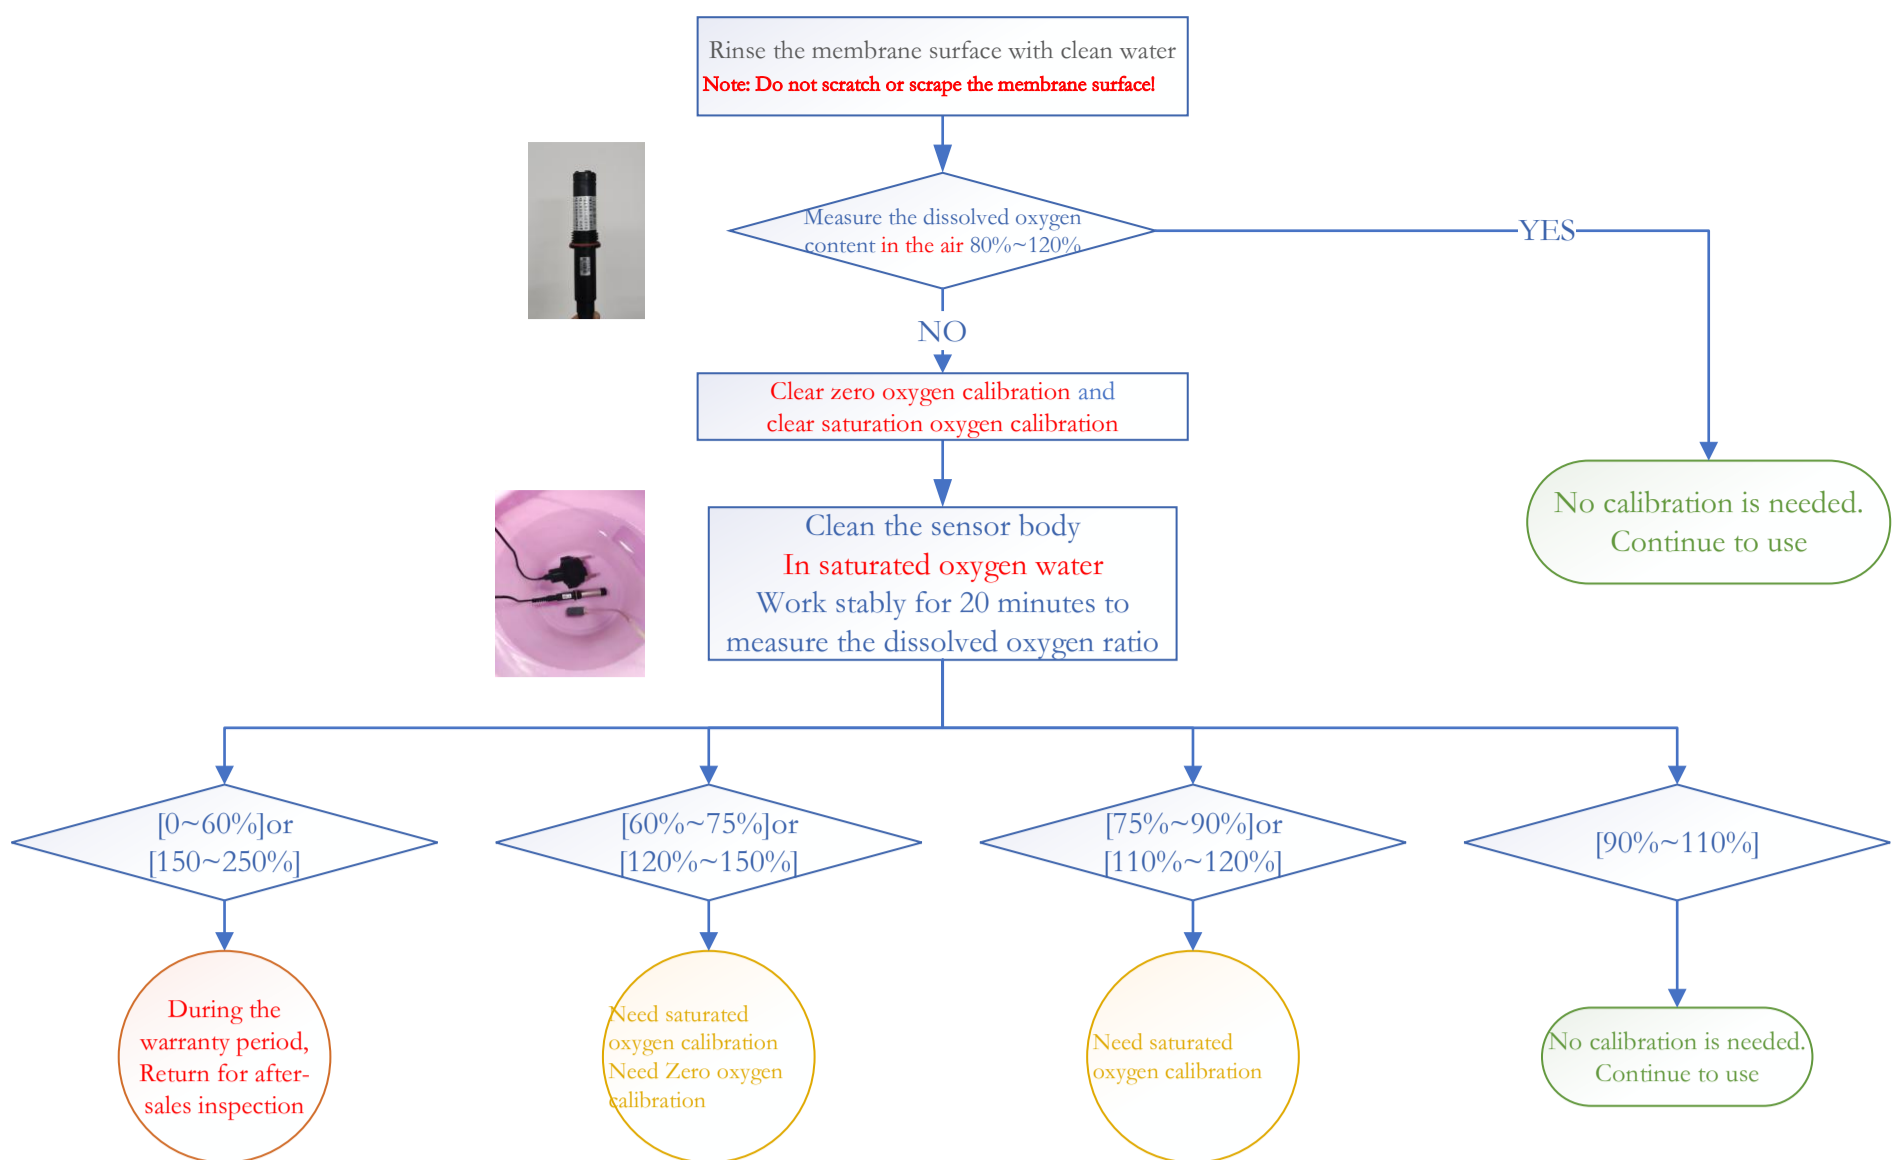 Rinse the membrane surface with clean water
Note: Do not scratch or scrape the membrane surface!
Measure the dissolved oxygen
content in the air 80%~120%
YES
NO
Clear zero oxygen calibration and
clear saturation oxygen calibration
No calibration is needed.
Continue to use
Clean the sensor body
In saturated oxygen water
Work stably for 20 minutes to
measure the dissolved oxygen ratio
[0~60%]or
[150~250%]
[60%~75%]or
[120%~150%]
[75%~90%]or
[110%~120%]
[90%~110%]
During the
warranty period,
Return for after-
sales inspection
Need saturated
oxygen calibration
Need Zero oxygen
calibration
Need saturated
oxygen calibration
No calibration is needed.
Continue to use